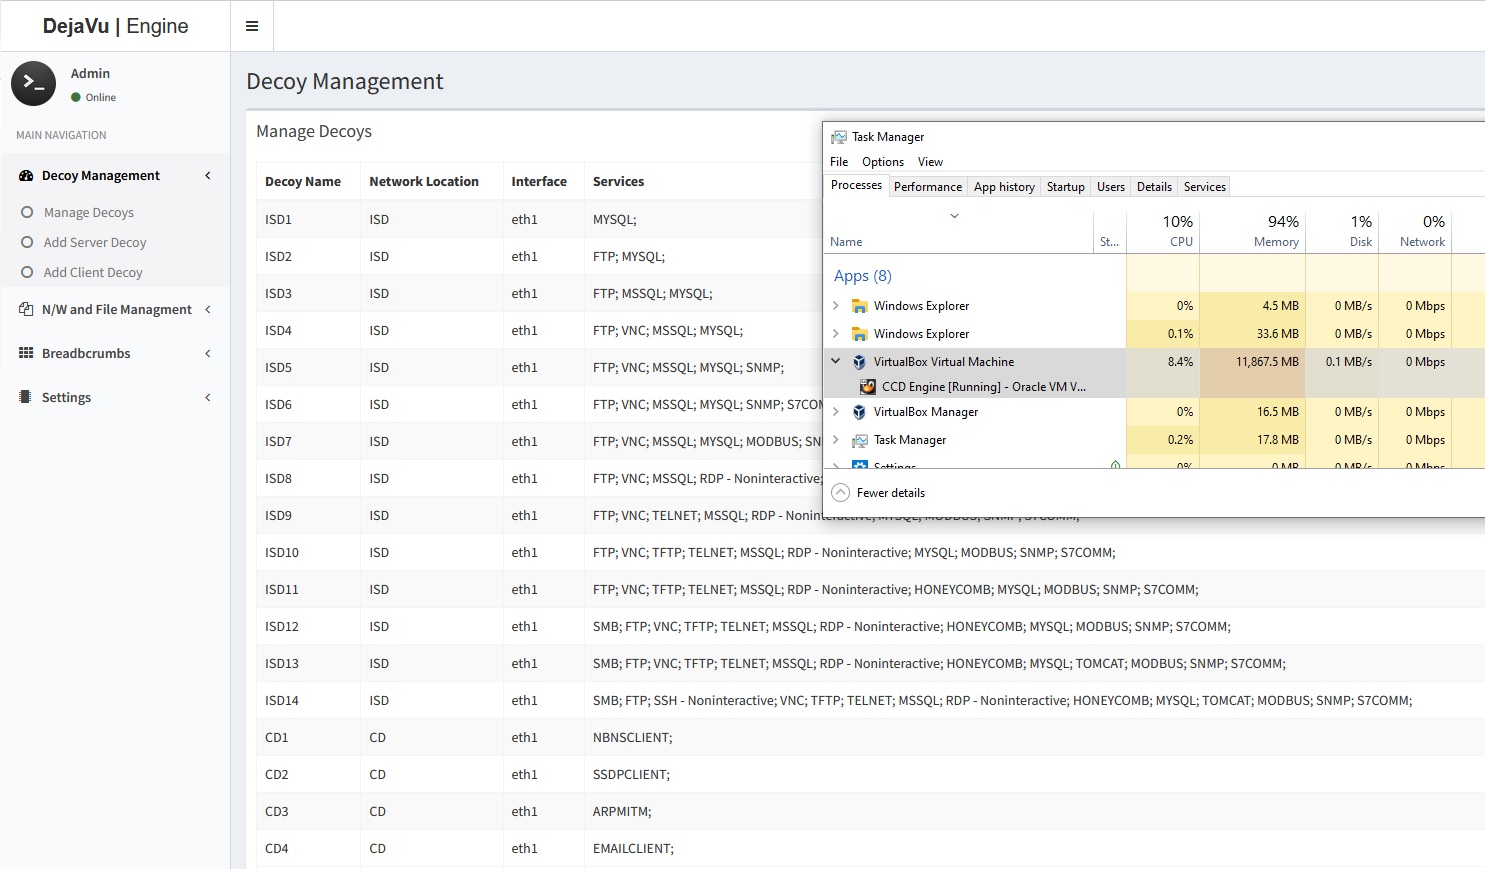 DejaVu | Engine
Admin
Online
MAIN NAVIGATION
Decoy Management
Manage Decoys
Add Server Decoy
Add Client Decoy
N/W and File Managment
Breadbcrumbs
Settings
Decoy Management
Manage Decoys
Decoy Name Network Location Interface Services
ISD1 ISD eth1 MYSQL;
ISD2 ISD eth1 FTP; MYSQL;
ISD3 ISD eth1 FTP; MSSQL; MYSQL;
ISD4 ISD eth1 FTP; VNC; MSSQL; MYSQL;
ISD5 ISD eth1 FTP; VNC; MSSQL; MYSQL; SNMP;
ISD6 ISD eth1 FTP; VNC; MSSQL; MYSQL; SNMP;
ISD7 ISD eth1 FTP; VNC; MSSQL; MYSQL; MODBUS;
ISD8 ISD eth1 FTP; VNC; MSSQL; RDP - Noninteractive;
ISD9 ISD eth1 FTP; VNC; TELNET; MSSQL; RDP - Noninteractive; MYSQL; MODBUS; SNMP; S7COMM;
ISD10 ISD eth1 FTP; VNC; TFTP; TELNET; MSSQL; RDP - Noninteractive; MYSQL; MODBUS; SNMP; S7COMM;
ISD11 ISD eth1 FTP; VNC; TFTP; TELNET; MSSQL; RDP - Noninteractive; HONEYCOMB; MYSQL; MODBUS; SNMP; S7COMM;
ISD12 ISD eth1 SMB; FTP; VNC; TFTP; TELNET; MSSQL; RDP - Noninteractive; HONEYCOMB; MYSQL; MODBUS; SNMP; S7COMM;
ISD13 ISD eth1 SMB; FTP; VNC; TFTP; TELNET; MSSQL; RDP - Noninteractive; HONEYCOMB; MYSQL; TOMCAT; MODBUS; SNMP; S7COMM;
ISD14 ISD eth1 SMB; FTP; SSH - Noninteractive; VNC; TFTP; TELNET; MSSQL; RDP - Noninteractive; HONEYCOMB; MYSQL; TOMCAT; MODBUS; SNMP; S7COMM;
CD1 CD eth1 NBNSCLIENT;
CD2 CD eth1 SSDPCLIENT;
CD3 CD eth1 ARPMITM;
CD4 CD eth1 EMAILCLIENT;
Task Manager
File Options View
Processes Performance App history Startup Users Details Services
10% 94% 1% 0%
Name St... CPU Memory Disk Network
Apps (8)
Windows Explorer 0% 4.5 MB 0 MB/s 0 Mbps
Windows Explorer 0.1% 33.6 MB 0 MB/s 0 Mbps
VirtualBox Virtual Machine 8.4% 11,867.5 MB 0.1 MB/s 0 Mbps
CCD Engine [Running] - Oracle VM V...
VirtualBox Manager 0% 16.5 MB 0 MB/s 0 Mbps
Task Manager 0.2% 17.8 MB 0 MB/s 0 Mbps
Settings 0% 0 MB 0 MB/s 0 Mbps
Fewer details